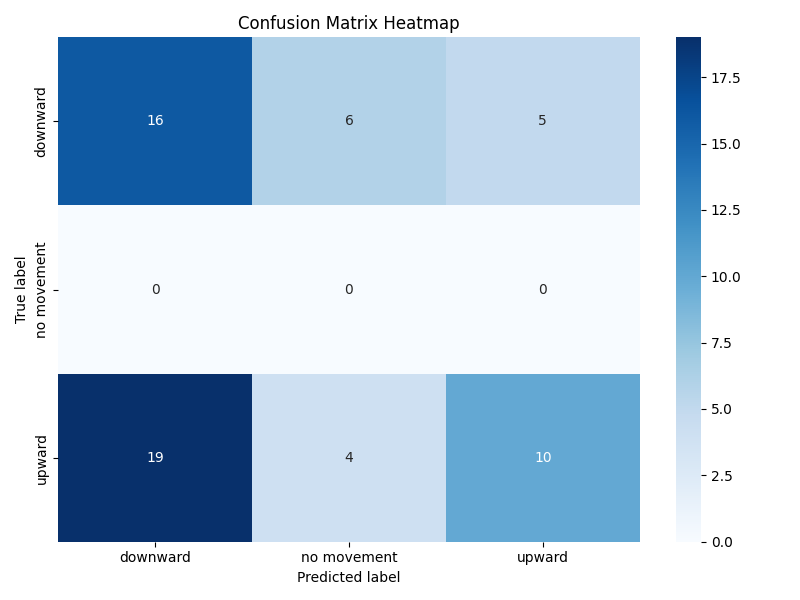 Confusion Matrix Heatmap
True label
downward
no movement
upward
16 6 5
0 0 0
19 4 10
downward no movement upward
Predicted label
17.5
15.0
12.5
10.0
7.5
5.0
2.5
0.0